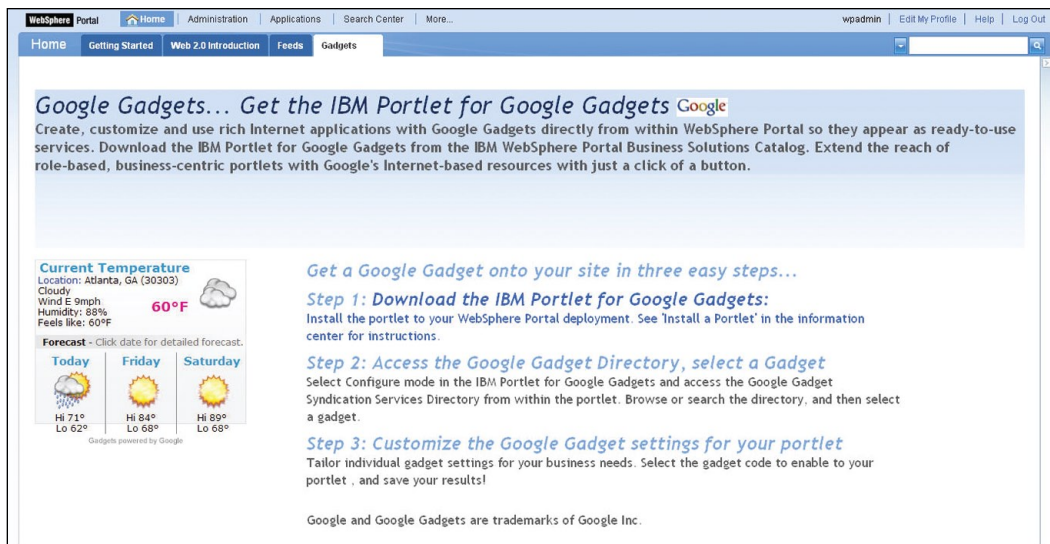 WebSphere Portal Home | Administration | Applications | Search Center | More... wpadmin | Edit My Profile | Help | Log Out
Home Getting Started Web 2.0 Introduction Feeds Gadgets
Google Gadgets... Get the IBM Portlet for Google Gadgets Google
Create, customize and use rich Internet applications with Google Gadgets directly from within WebSphere Portal so they appear as ready-to-use
services. Download the IBM Portlet for Google Gadgets from the IBM WebSphere Portal Business Solutions Catalog. Extend the reach of
role-based, business-centric portlets with Google's Internet-based resources with just a click of a button.
Current Temperature
Location: Atlanta, GA (30303)
Cloudy
Wind E 9mph
Humidity: 88%
Feels like: 60°F
60°F
Forecast - Click date for detailed forecast.
Today Friday Saturday
Hi 71° Hi 84° Hi 89°
Lo 62° Lo 68° Lo 68°
Gadgets powered by Google
Get a Google Gadget onto your site in three easy steps...
Step 1: Download the IBM Portlet for Google Gadgets:
Install the portlet to your WebSphere Portal deployment. See 'Install a Portlet' in the information
center for instructions.
Step 2: Access the Google Gadget Directory, select a Gadget
Select Configure mode in the IBM Portlet for Google Gadgets and access the Google Gadget
Syndication Services Directory from within the portlet. Browse or search the directory, and then select
a gadget.
Step 3: Customize the Google Gadget settings for your portlet
Tailor individual gadget settings for your business needs. Select the gadget code to enable to your
portlet , and save your results!
Google and Google Gadgets are trademarks of Google Inc.